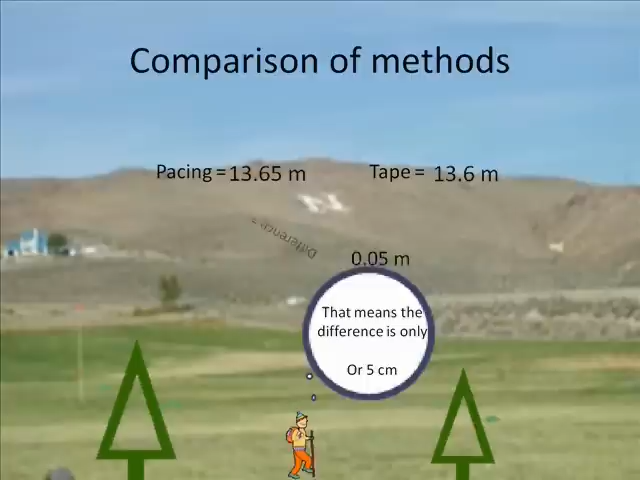 Comparison of methods
Pacing = 13.65 m Tape = 13.6 m
Difference =
0.05 m
That means the
difference is only
Or 5 cm